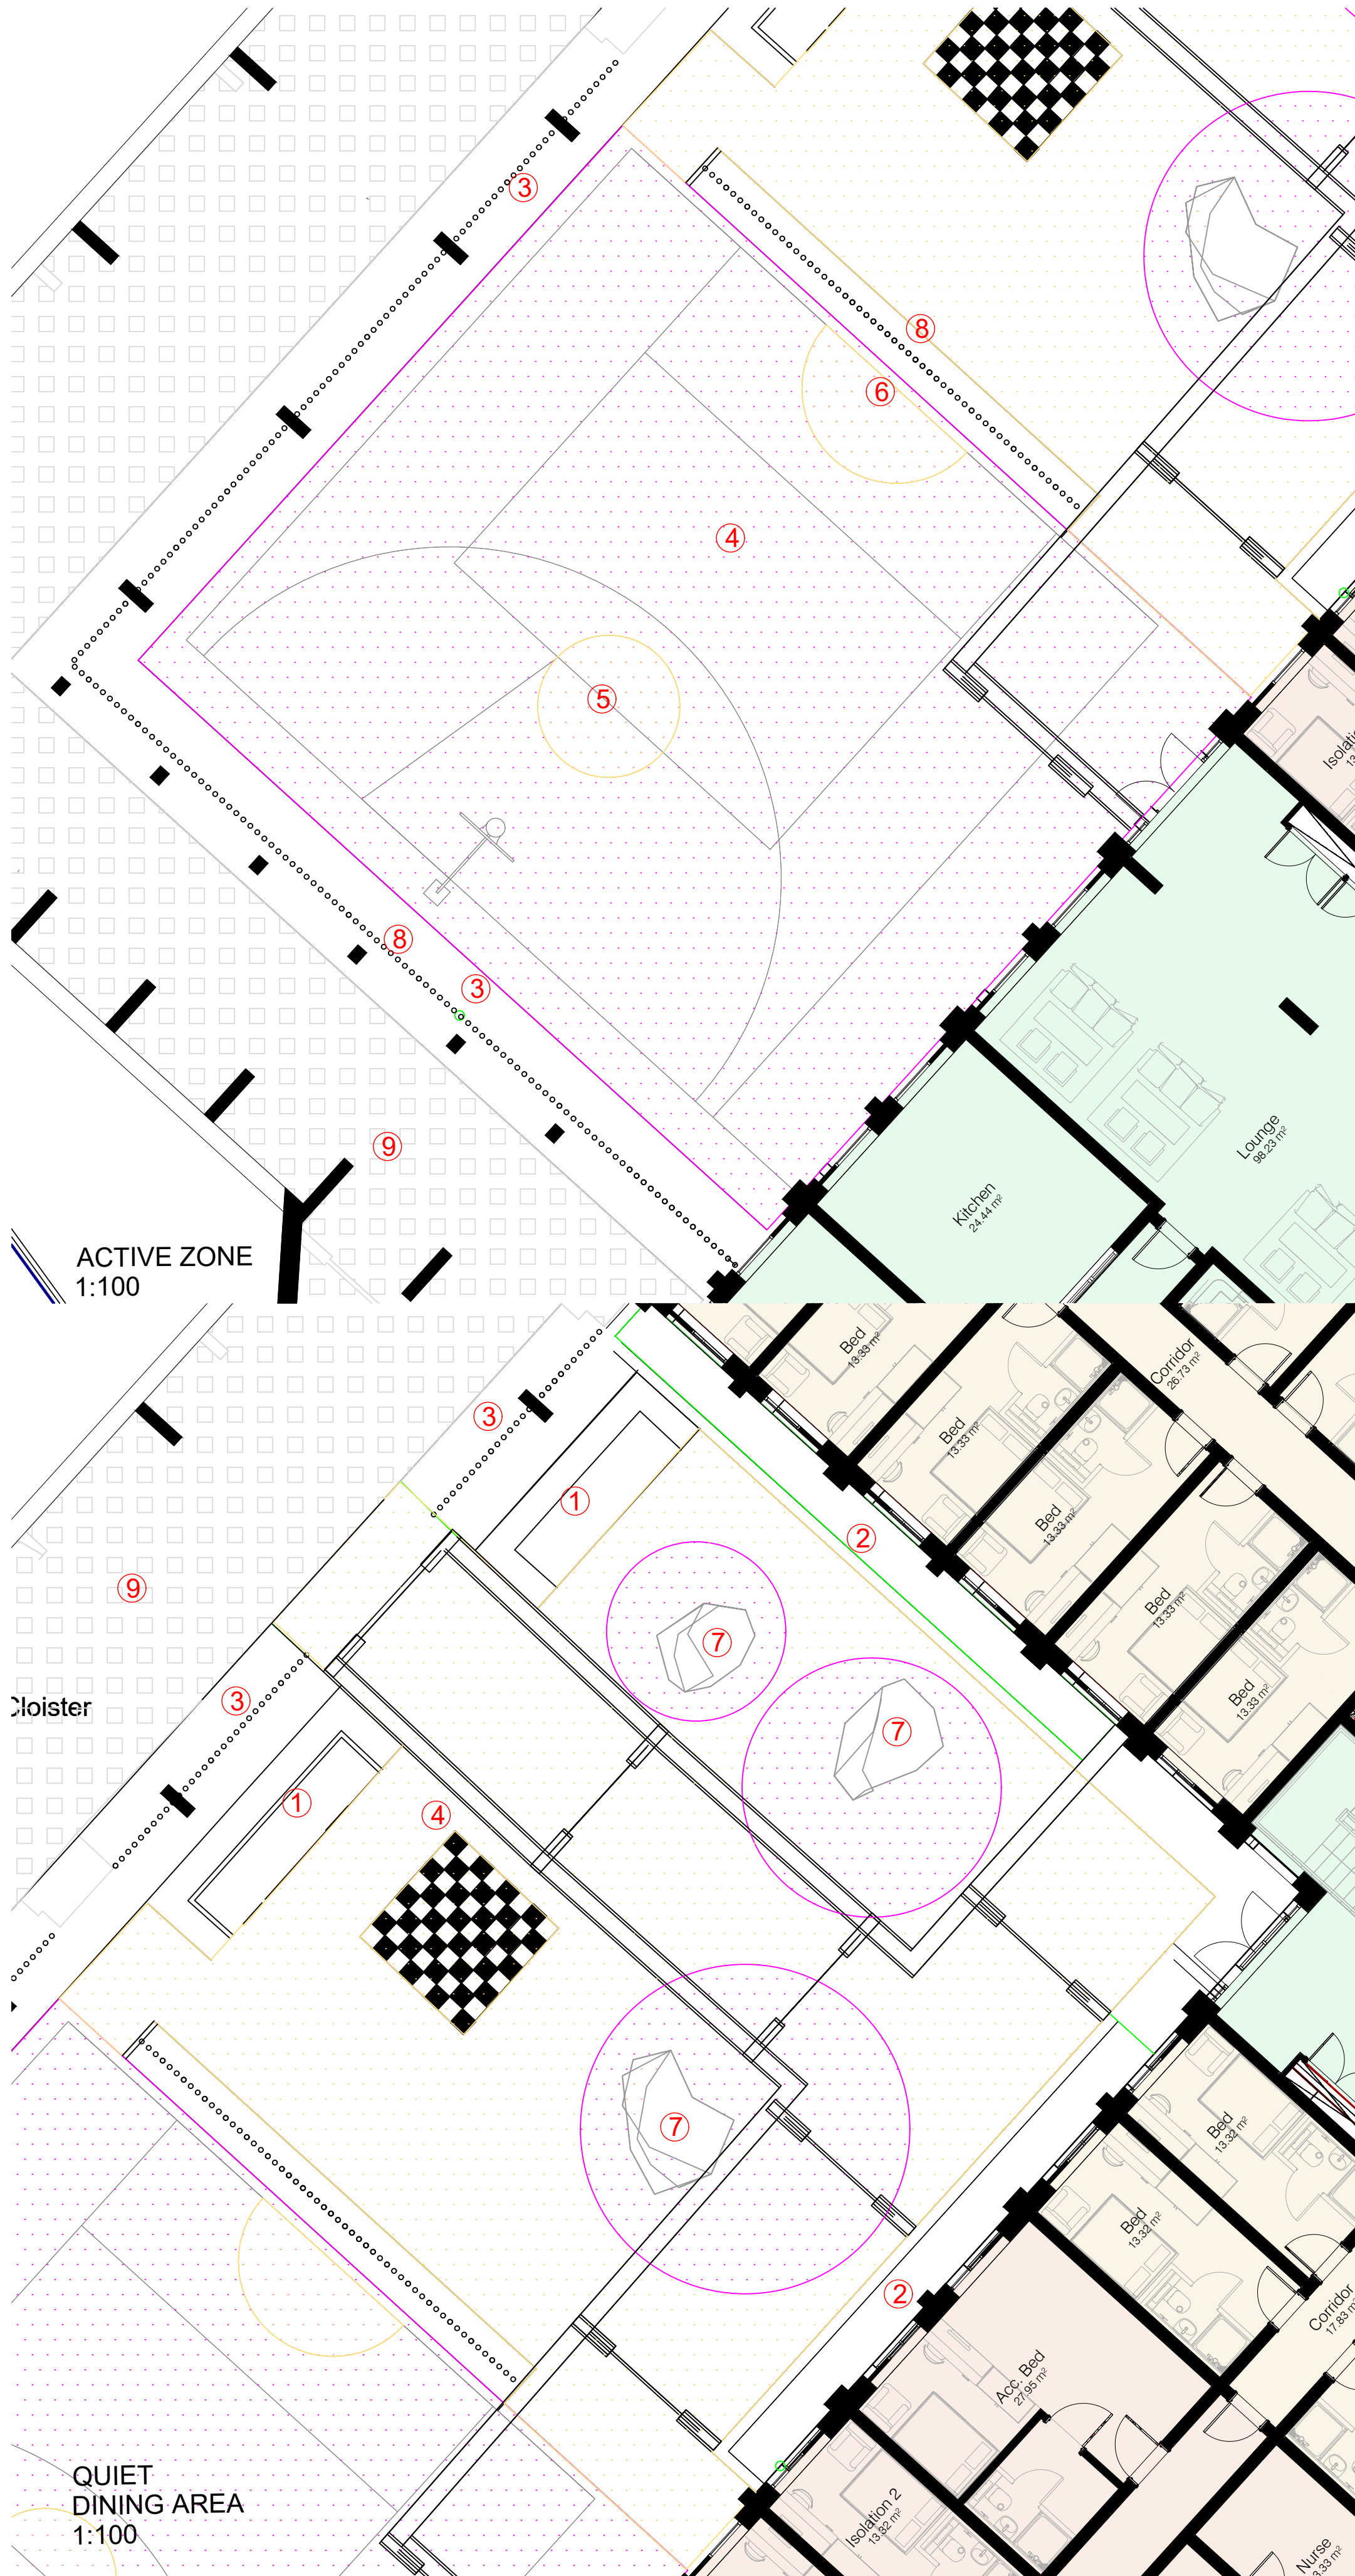 3
8
6
4
5
8
3
9
ACTIVE ZONE
1:100
Kitchen
24.44 m²
Lounge
98.23 m²
Bed
13.33 m²
Corridor
26.73 m²
Bed
13.33 m²
Bed
13.33 m²
Bed
13.33 m²
Bed
13.33 m²
3
1
2
9
7
3
7
1
4
7
2
Bed
13.32 m²
Bed
13.32 m²
Corridor
17.83
Acc. Bed
27.95 m²
Isolation 2
13.82 m²
Nurse
QUIET
DINING AREA
1:100